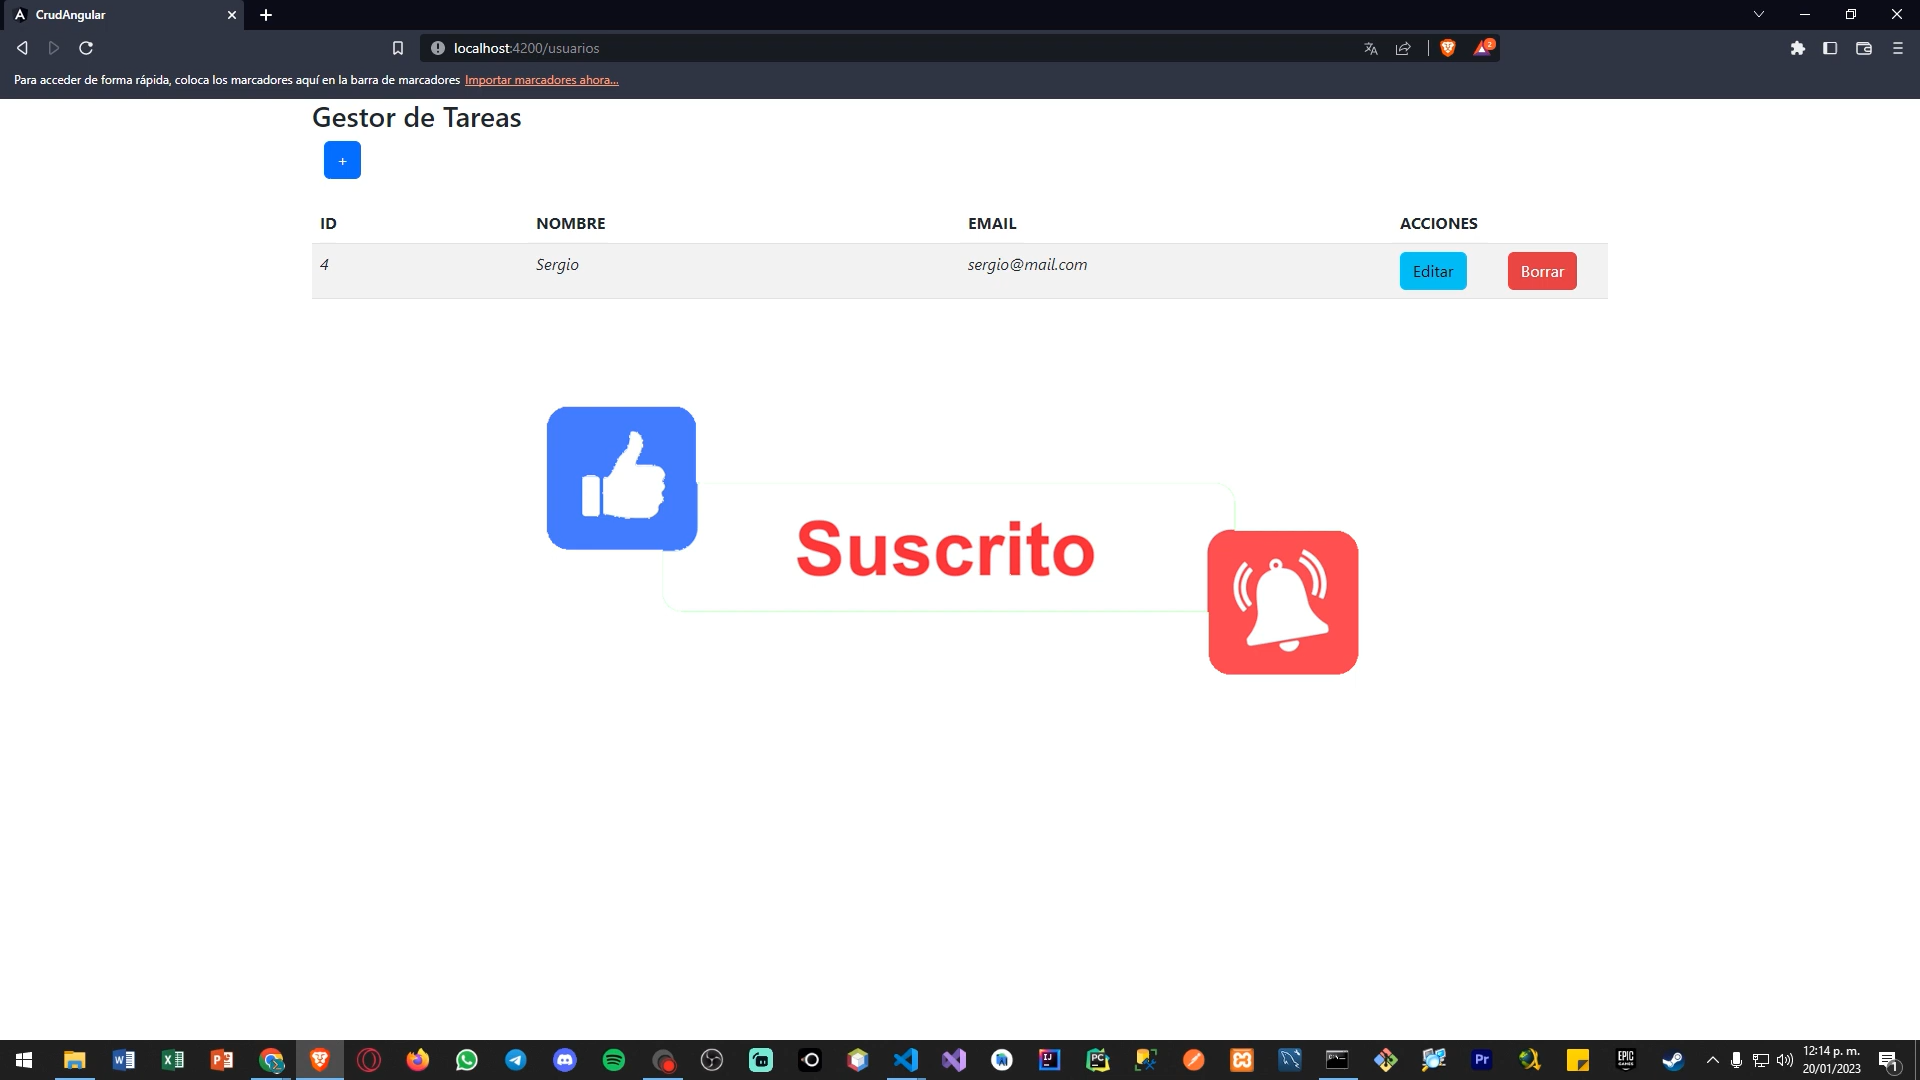 CrudAngular
localhost:4200/usuarios
2
Para acceder de forma rápida, coloca los marcadores aquí en la barra de marcadores Importar marcadores ahora...
Gestor de Tareas
+
ID NOMBRE EMAIL ACCIONES
4 Sergio sergio@mail.com Editar Borrar
Suscrito
12:14 p. m.
20/01/2023
1